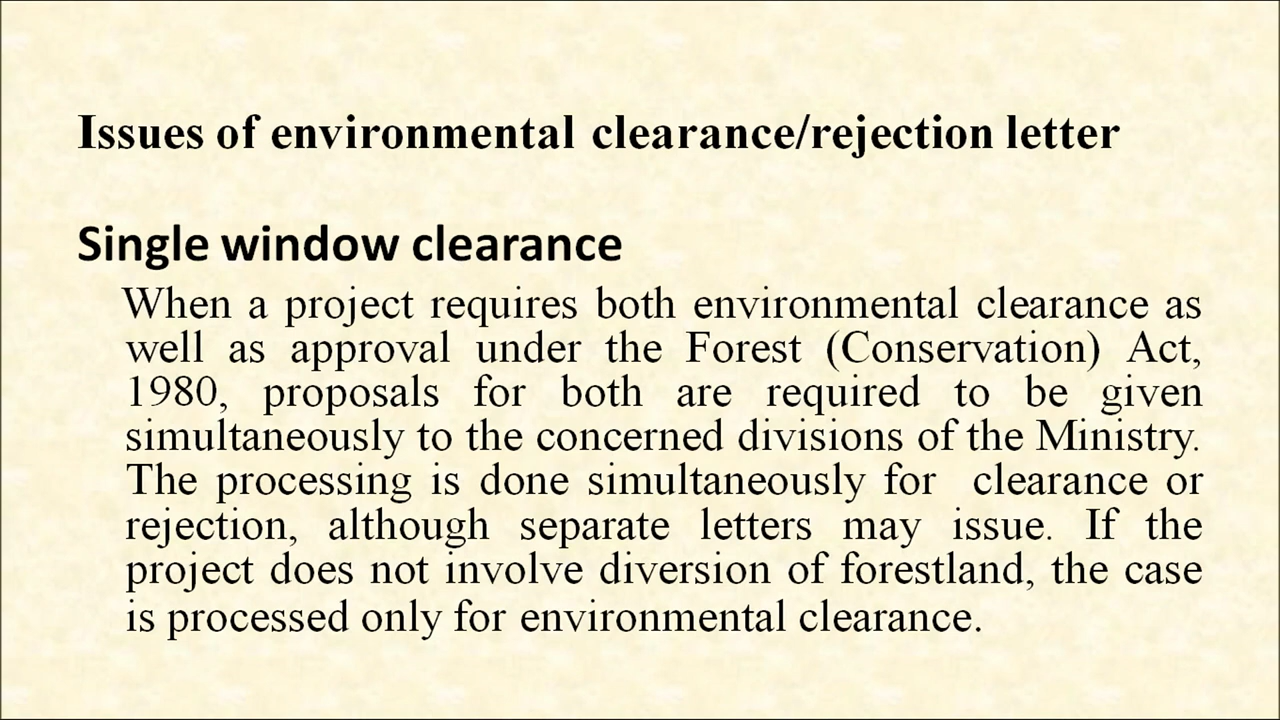 Issues of environmental clearance/rejection letter
Single window clearance
When a project requires both environmental clearance as
well as approval under the Forest (Conservation) Act,
1980, proposals for both are required to be given
simultaneously to the concerned divisions of the Ministry.
The processing is done simultaneously for clearance or
rejection, although separate letters may issue. If the
project does not involve diversion of forestland, the case
is processed only for environmental clearance.